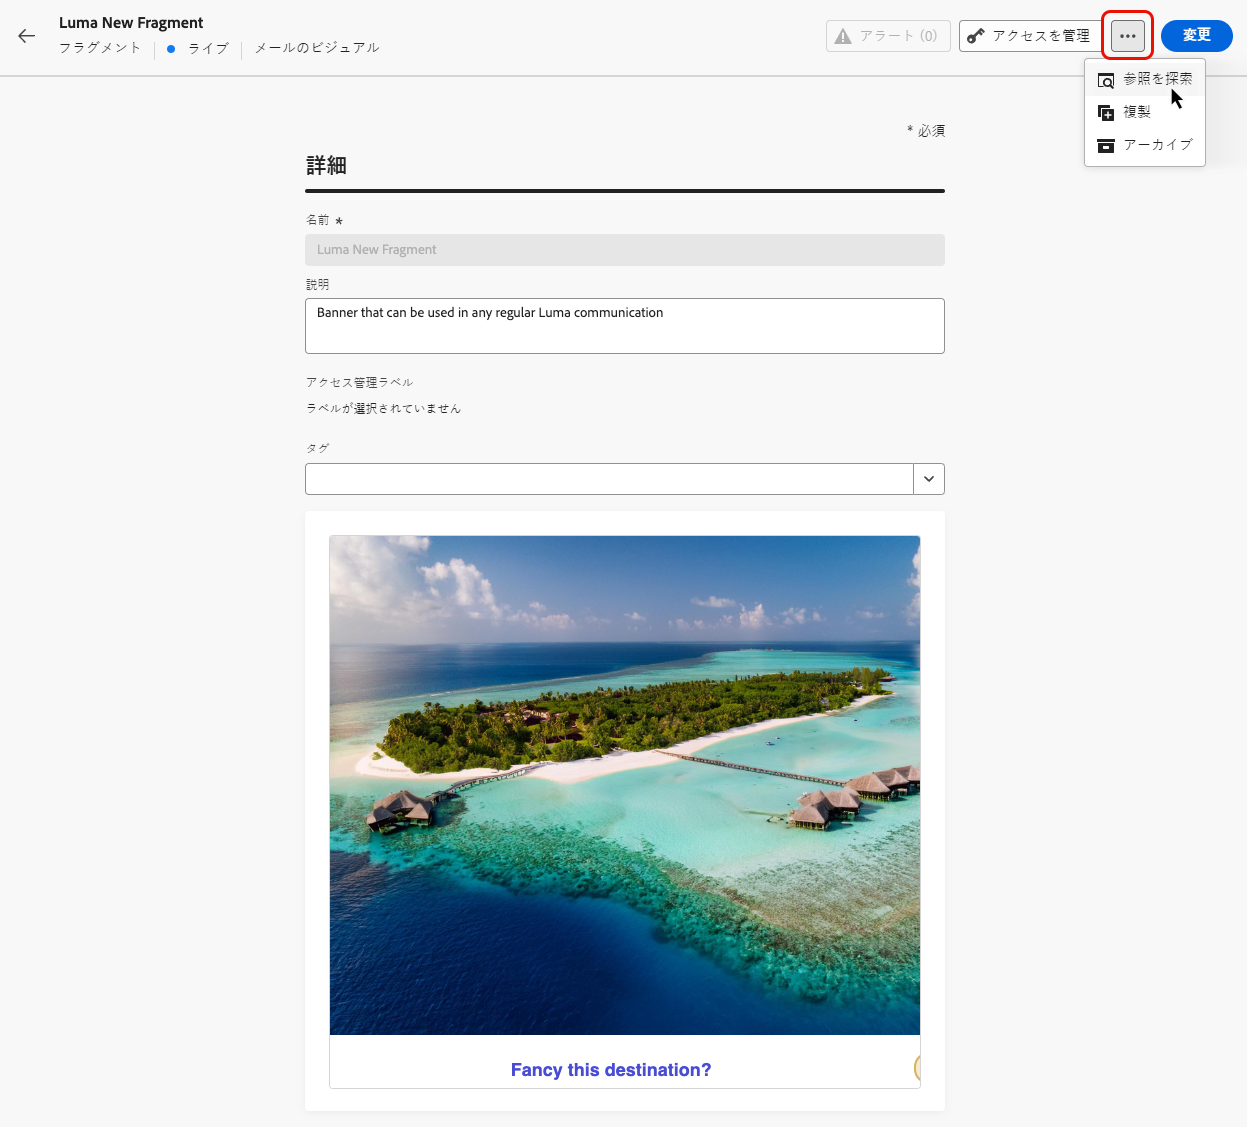 Luma New Fragment
フラグメント ライブ メールのビジュアル
アラート (0) アクセスを管理 変更
参照を探索
複製
アーカイブ
* 必須
詳細
名前 *
Luma New Fragment
説明
Banner that can be used in any regular Luma communication
アクセス管理ラベル
ラベルが選択されていません
タグ
Fancy this destination?